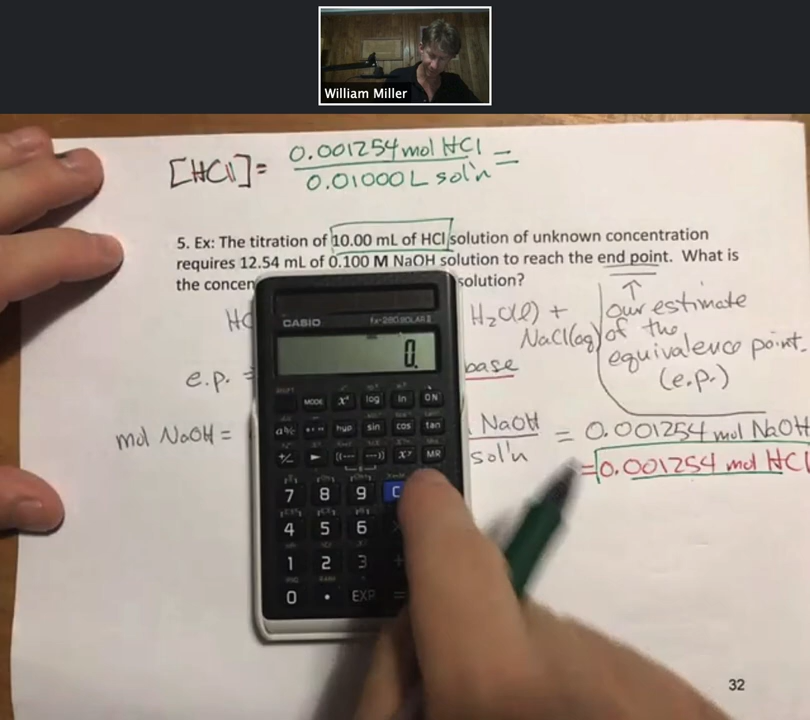 William Miller
[HCl] = 0.001254 mol HCl =
0.01000 L sol'n
5. Ex: The titration of 10.00 mL of HCl solution of unknown concentration
requires 12.54 mL of 0.100 M NaOH solution to reach the end point. What is
the concen solution?
HC H₂O(l) +
NaCl(aq)
our estimate
of the
equivalence point.
(e.p.)
e.p. = base
mol NaOH = NaOH = 0.001254 mol NaOH
sol'n = 0.001254 mol HCl
CASIO
fx-260 SOLAR II
0.
MODE log ln ON
hyp sin cos tan
MR
7 8 9 C
4 5 6
1 2 3 +
0 . EXP =
32